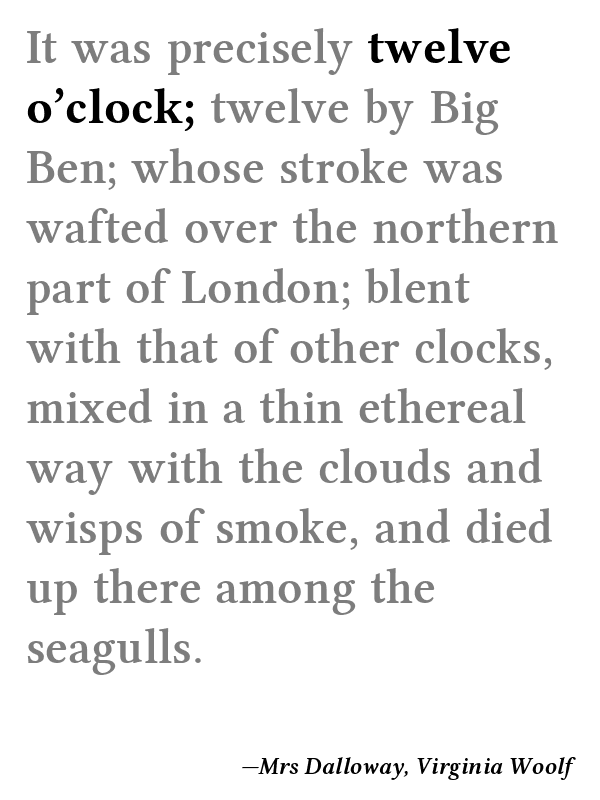 It was precisely twelve
o’clock; twelve by Big
Ben; whose stroke was
wafted over the northern
part of London; blent
with that of other clocks,
mixed in a thin ethereal
way with the clouds and
wisps of smoke, and died
up there among the
seagulls.
—Mrs Dalloway, Virginia Woolf